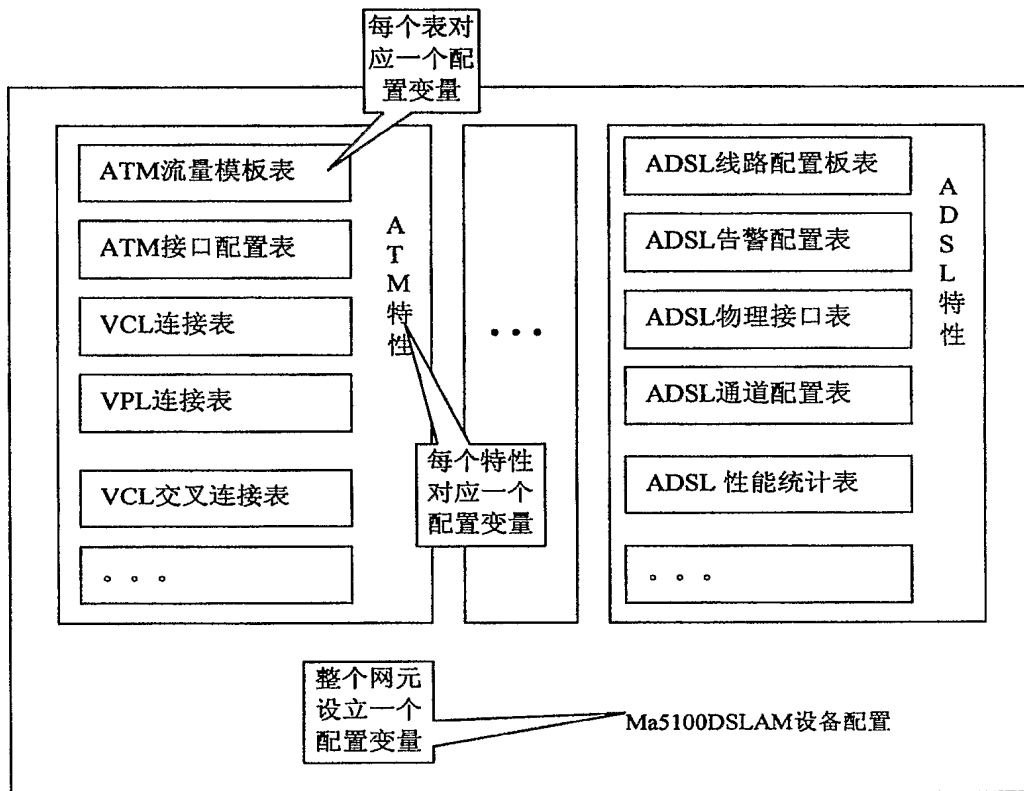 每个表对
应一个配
置变量
ATM流量模板表
ATM接口配置表
VCL连接表
VPL连接表
VCL交叉连接表
。。。
ATM特性
每个特性
对应一个
配置变量
...
ADSL线路配置板表
ADSL告警配置表
ADSL物理接口表
ADSL通道配置表
ADSL 性能统计表
。。。
ADSL特性
整个网元
设立一个
配置变量
Ma5100DSLAM设备配置